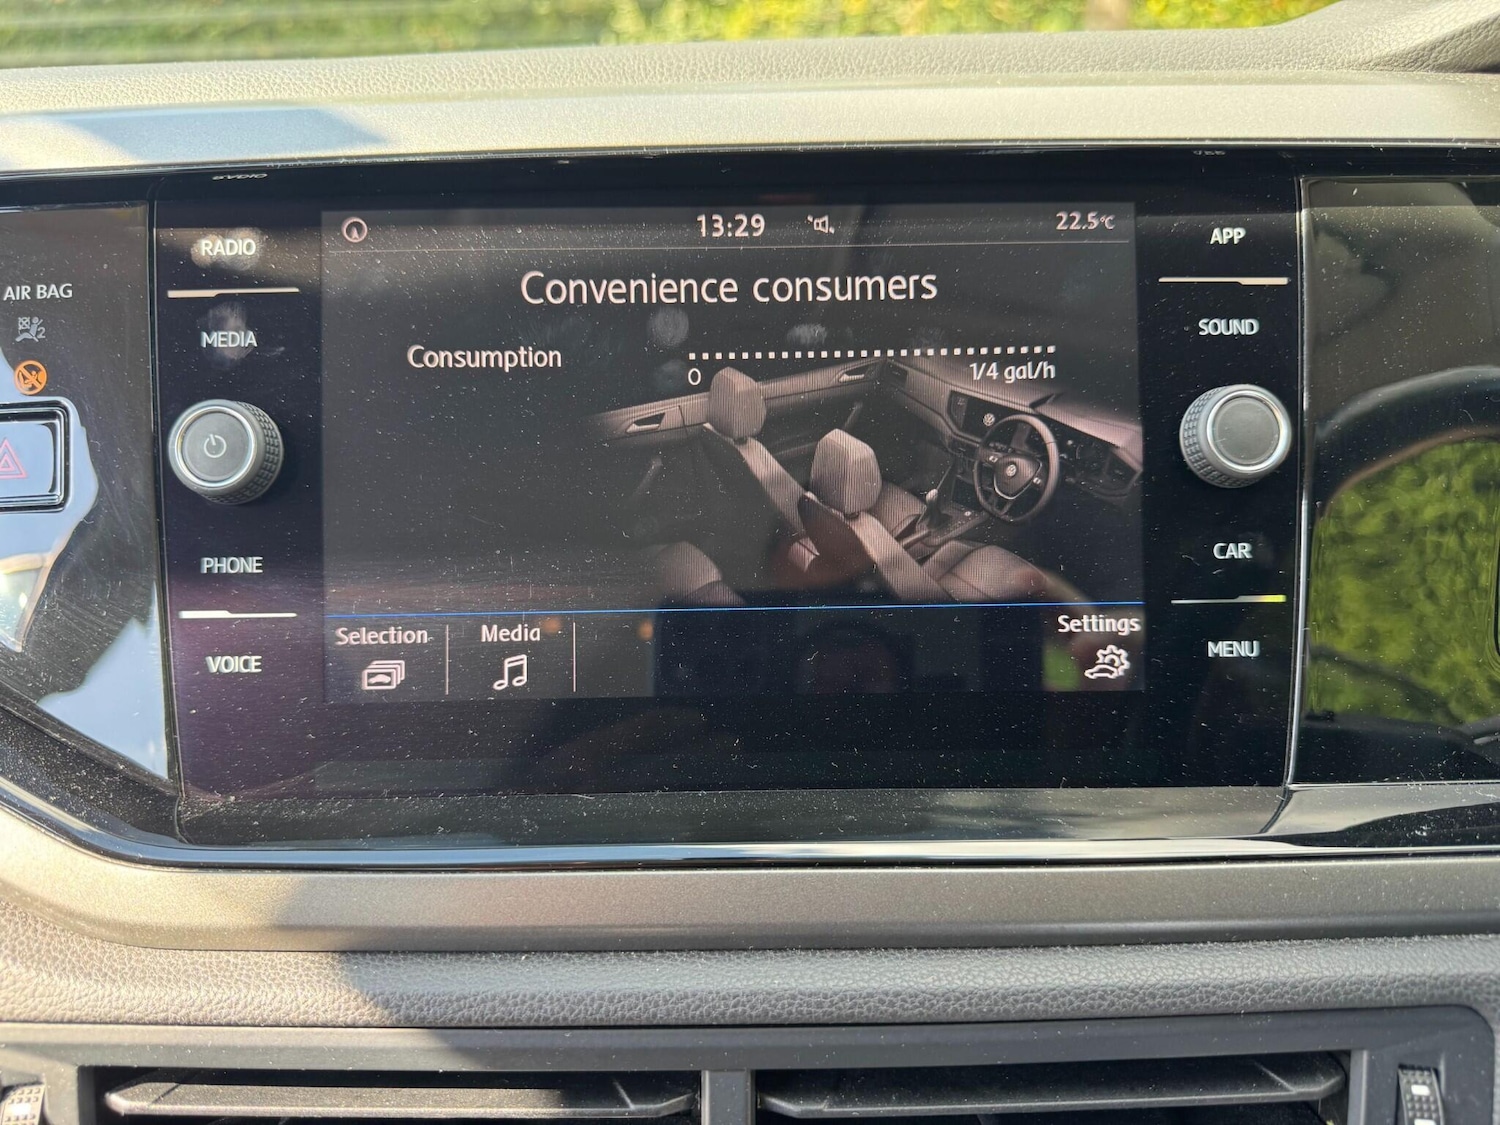 13:29
22.5°C
Convenience consumers
Consumption
0
1/4 gal/h
Selection
Media
Settings
RADIO
MEDIA
PHONE
VOICE
APP
SOUND
CAR
MENU
AIR BAG
2